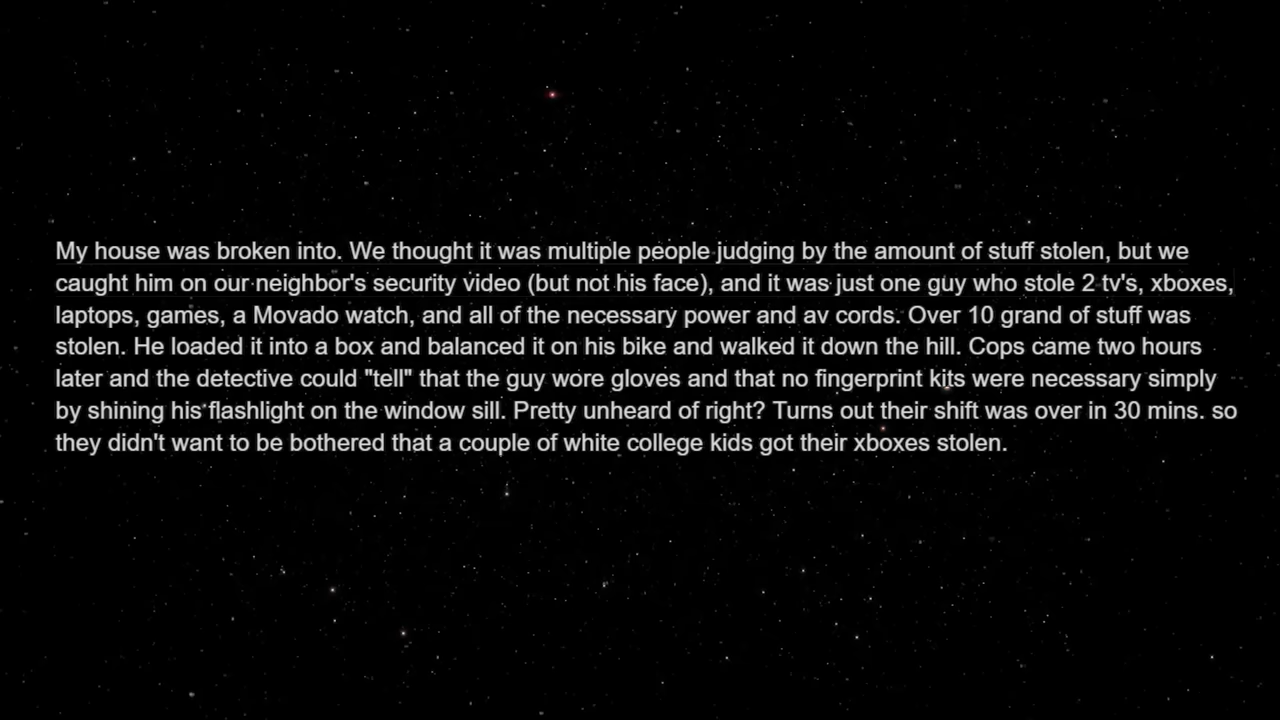 My house was broken into. We thought it was multiple people judging by the amount of stuff stolen, but we
caught him on our neighbor's security video (but not his face), and it was just one guy who stole 2 tv's, xboxes,
laptops, games, a Movado watch, and all of the necessary power and av cords. Over 10 grand of stuff was
stolen. He loaded it into a box and balanced it on his bike and walked it down the hill. Cops came two hours
later and the detective could "tell" that the guy wore gloves and that no fingerprint kits were necessary simply
by shining his flashlight on the window sill. Pretty unheard of right? Turns out their shift was over in 30 mins. so
they didn't want to be bothered that a couple of white college kids got their xboxes stolen.